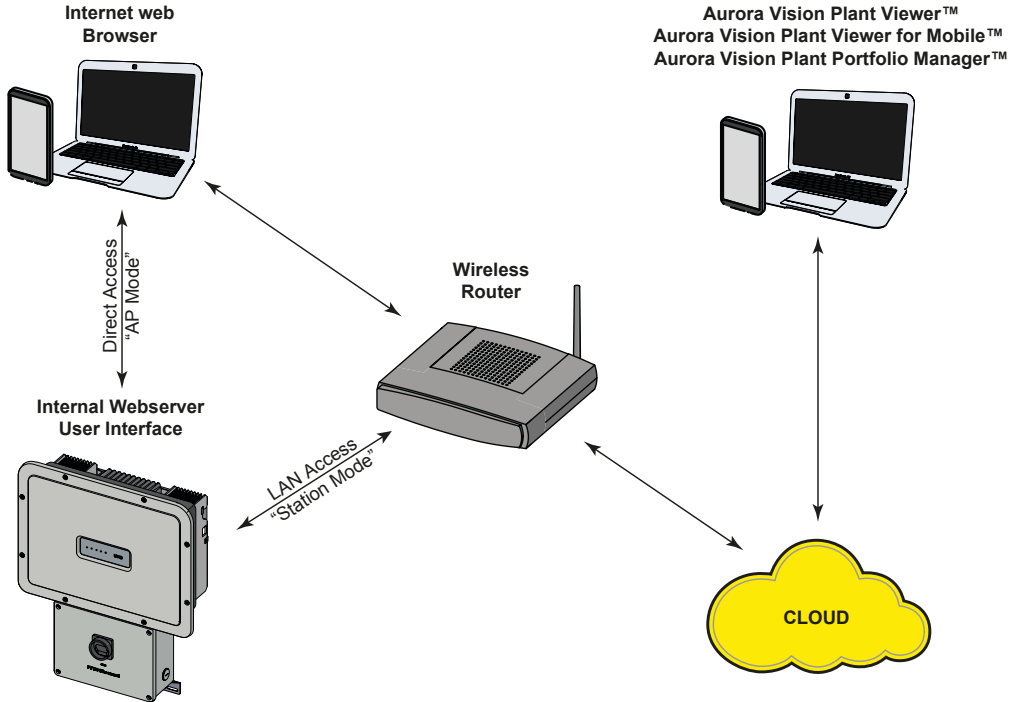 Internet web
Browser
Aurora Vision Plant Viewer™
Aurora Vision Plant Viewer for Mobile™
Aurora Vision Plant Portfolio Manager™
Direct Access
“AP Mode”
Wireless
Router
Internal Webserver
User Interface
LAN Access
“Station Mode”
CLOUD